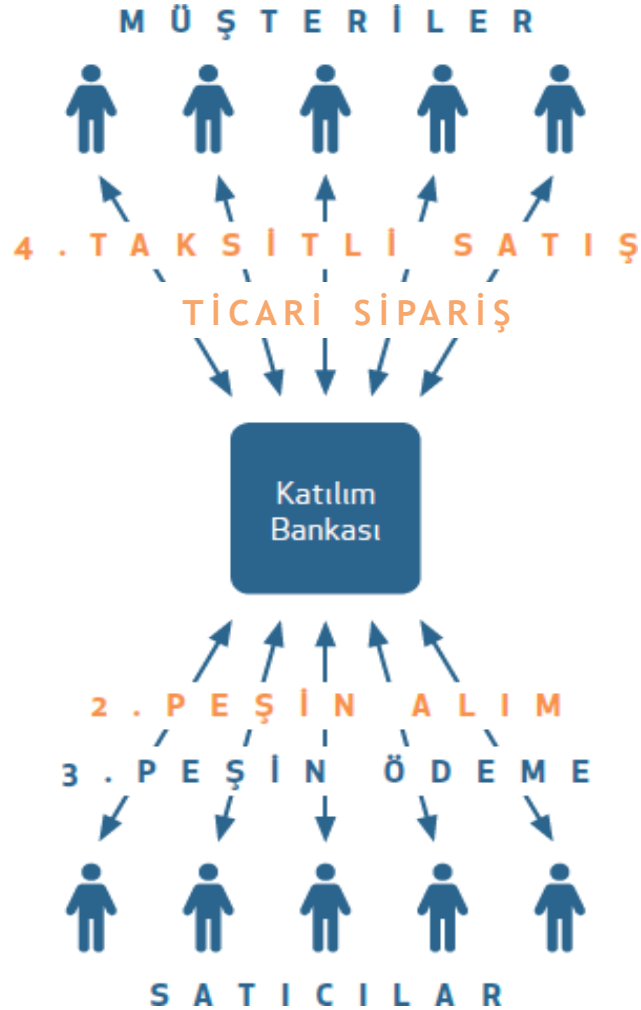 MÜŞTERİLER
4.TAKSİTLİ SATIŞ
TİCARİ SİPARİŞ
Katılım
Bankası
2.PEŞİN ALIM
3.PEŞİN ÖDEME
SATICILAR